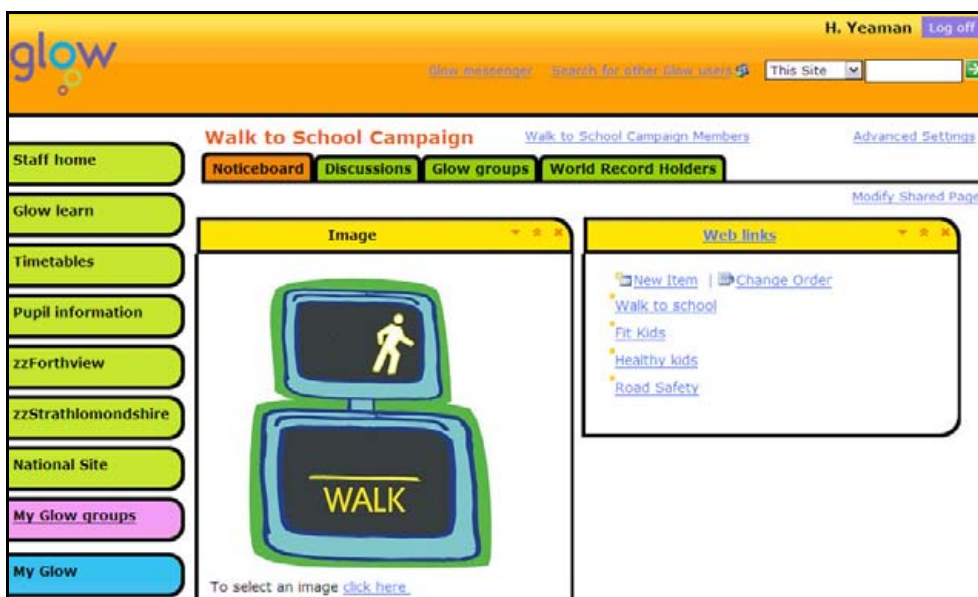 H. Yeaman Log off
glow
Glow messenger Search for other Glow users This Site
Walk to School Campaign Walk to School Campaign Members Advanced Settings
Noticeboard Discussions Glow groups World Record Holders
Modify Shared Page
Staff home
Glow learn
Timetables
Pupil information
zzForthview
zzStrathlomondshire
National Site
My Glow groups
My Glow
Image
WALK
To select an image click here
Web links
New Item | Change Order
Walk to school
Fit Kids
Healthy kids
Road Safety